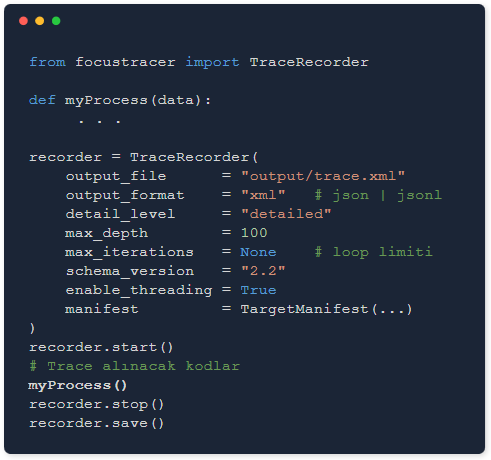 from focustracer import TraceRecorder
def myProcess(data):
    . . .
recorder = TraceRecorder(
    output_file      = "output/trace.xml"
    output_format    = "xml"   # json | jsonl
    detail_level     = "detailed"
    max_depth        = 100
    max_iterations   = None    # loop limiti
    schema_version   = "2.2"
    enable_threading = True
    manifest         = TargetManifest(...)
)
recorder.start()
# Trace alınacak kodlar
myProcess()
recorder.stop()
recorder.save()